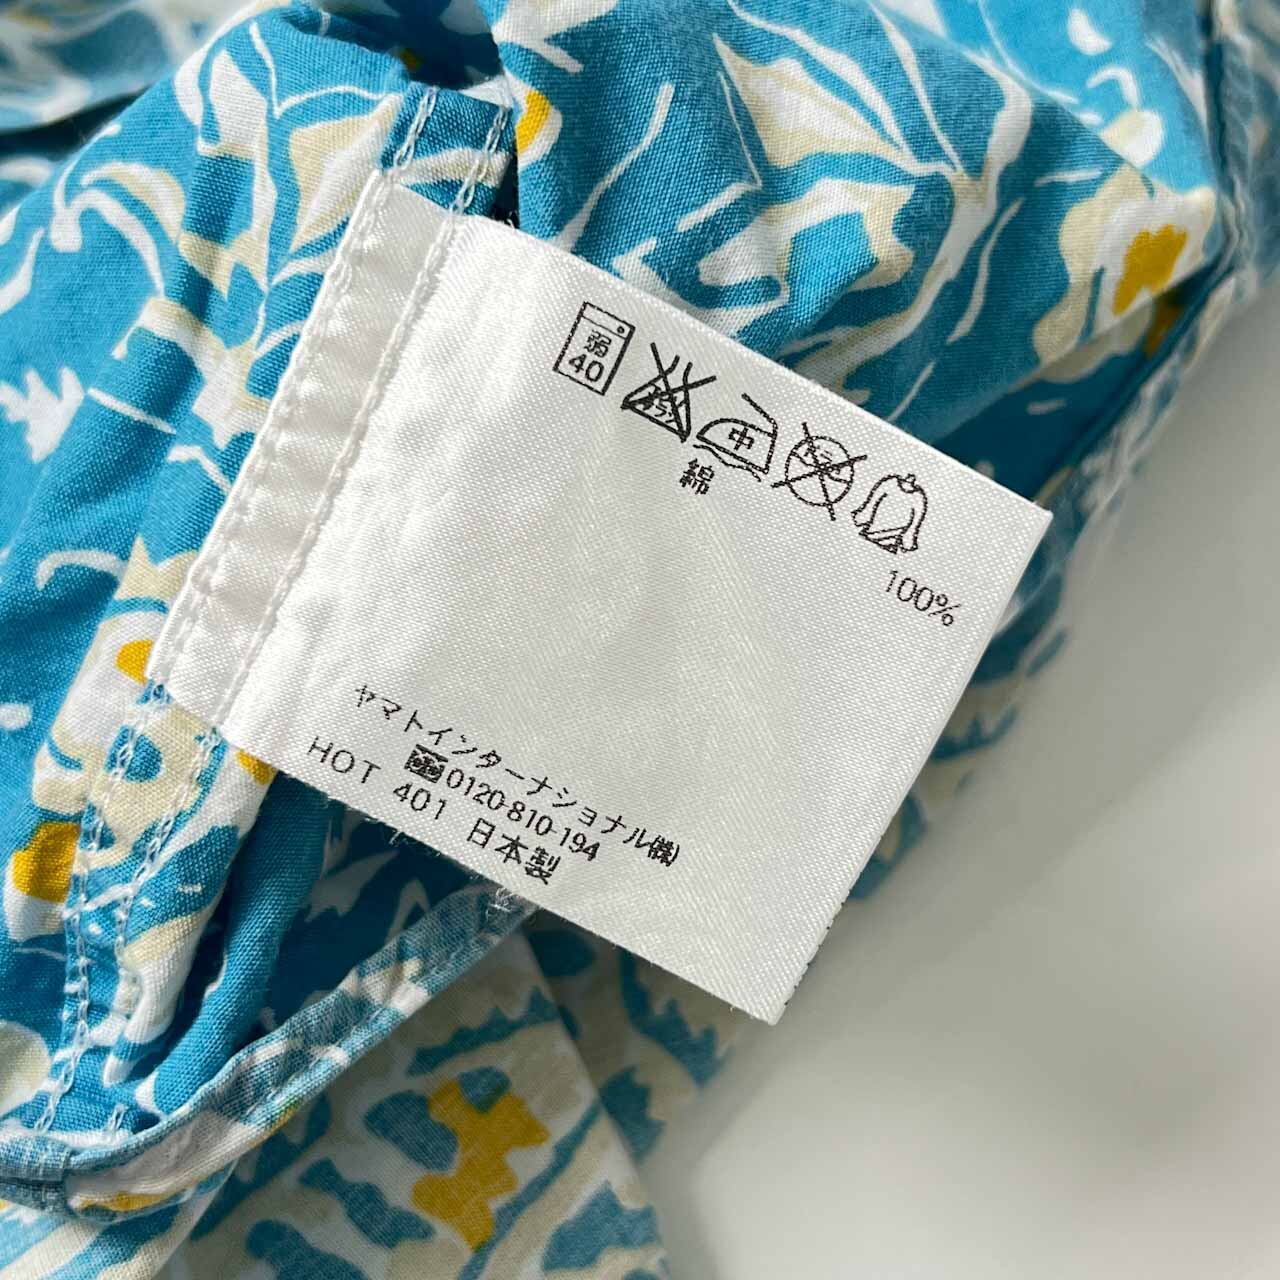 弱
40
中
綿 100%
ヤマトインターナショナル㈱
0120-810-194
HOT 401 日本製